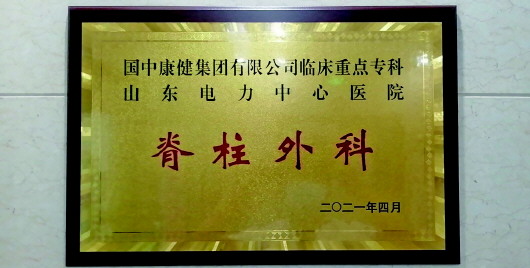 国中康健集团有限公司临床重点专科
山东电力中心医院
脊柱外科
二〇二一年四月